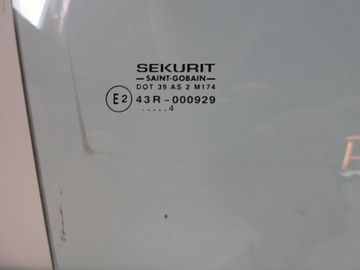 SEKURIT
SAINT-GOBAIN
DOT 39 AS 2 M174
E2 43R-000929
.....4